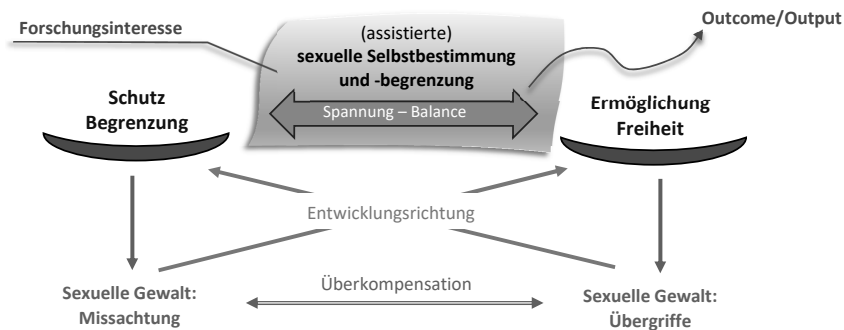 Forschungsinteresse
(assistierte)
sexuelle Selbstbestimmung
und -begrenzung
Outcome/Output
Schutz
Begrenzung
Spannung – Balance
Ermöglichung
Freiheit
Entwicklungsrichtung
Sexuelle Gewalt:
Missachtung
Überkompensation
Sexuelle Gewalt:
Übergriffe